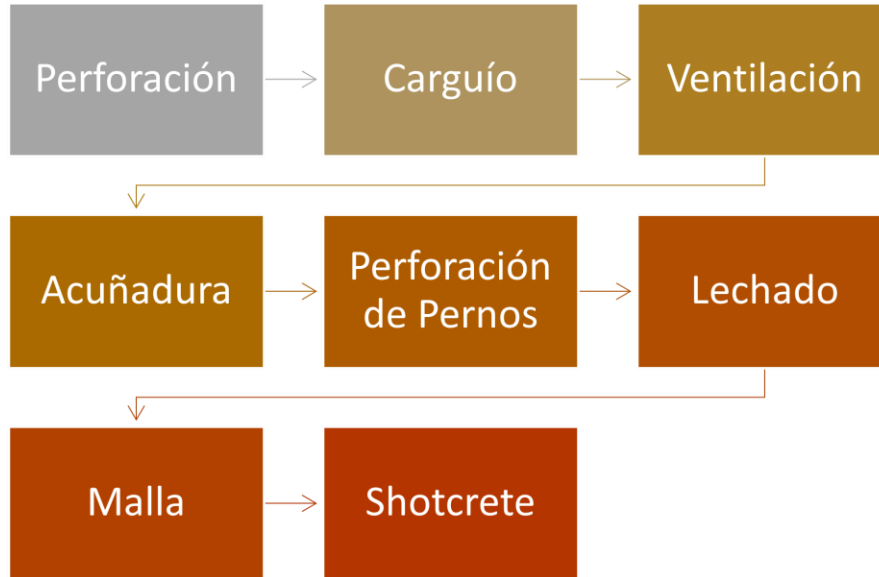 Perforación
Carguío
Ventilación
Acuñadura
Perforación
de Pernos
Lechado
Malla
Shotcrete